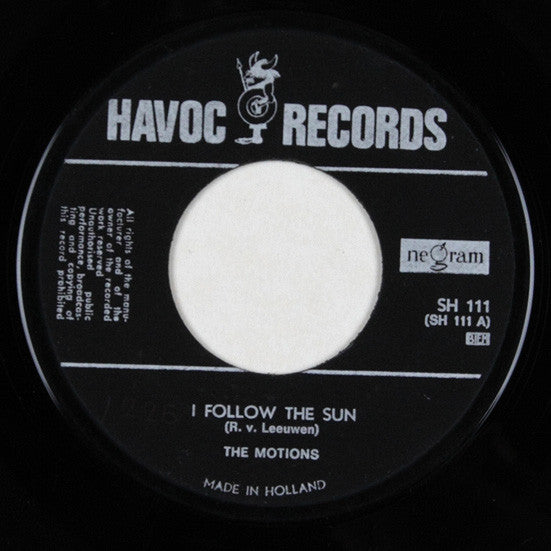 HAVOC RECORDS
All rights of the manu-
facturer and of the
owner of the recorded
work reserved
Unauthorised public
performance, broadcas-
ting and copying of
this record prohibited
negram
SH 111
(SH 111 A)
BIEM
I FOLLOW THE SUN
(R. v. Leeuwen)
THE MOTIONS
MADE IN HOLLAND